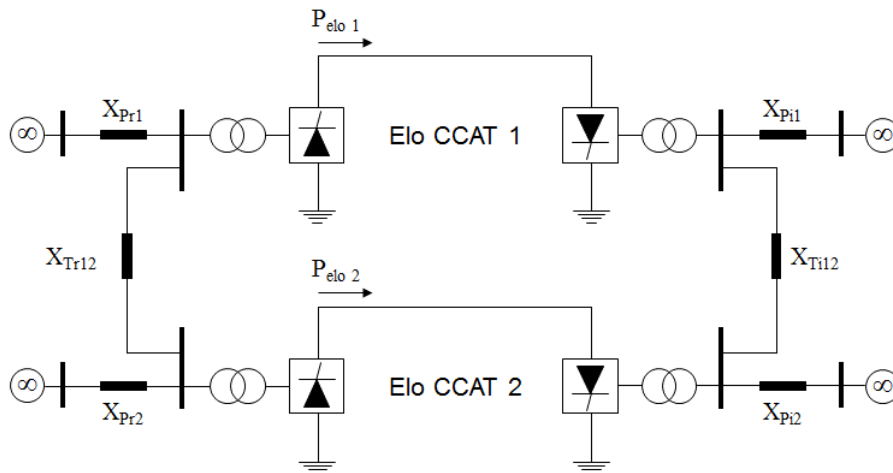 P_elo 1
X_Pr1
X_Pi1
∞
∞
Elo CCAT 1
X_Tr12
X_Ti12
P_elo 2
∞
∞
Elo CCAT 2
X_Pr2
X_Pi2